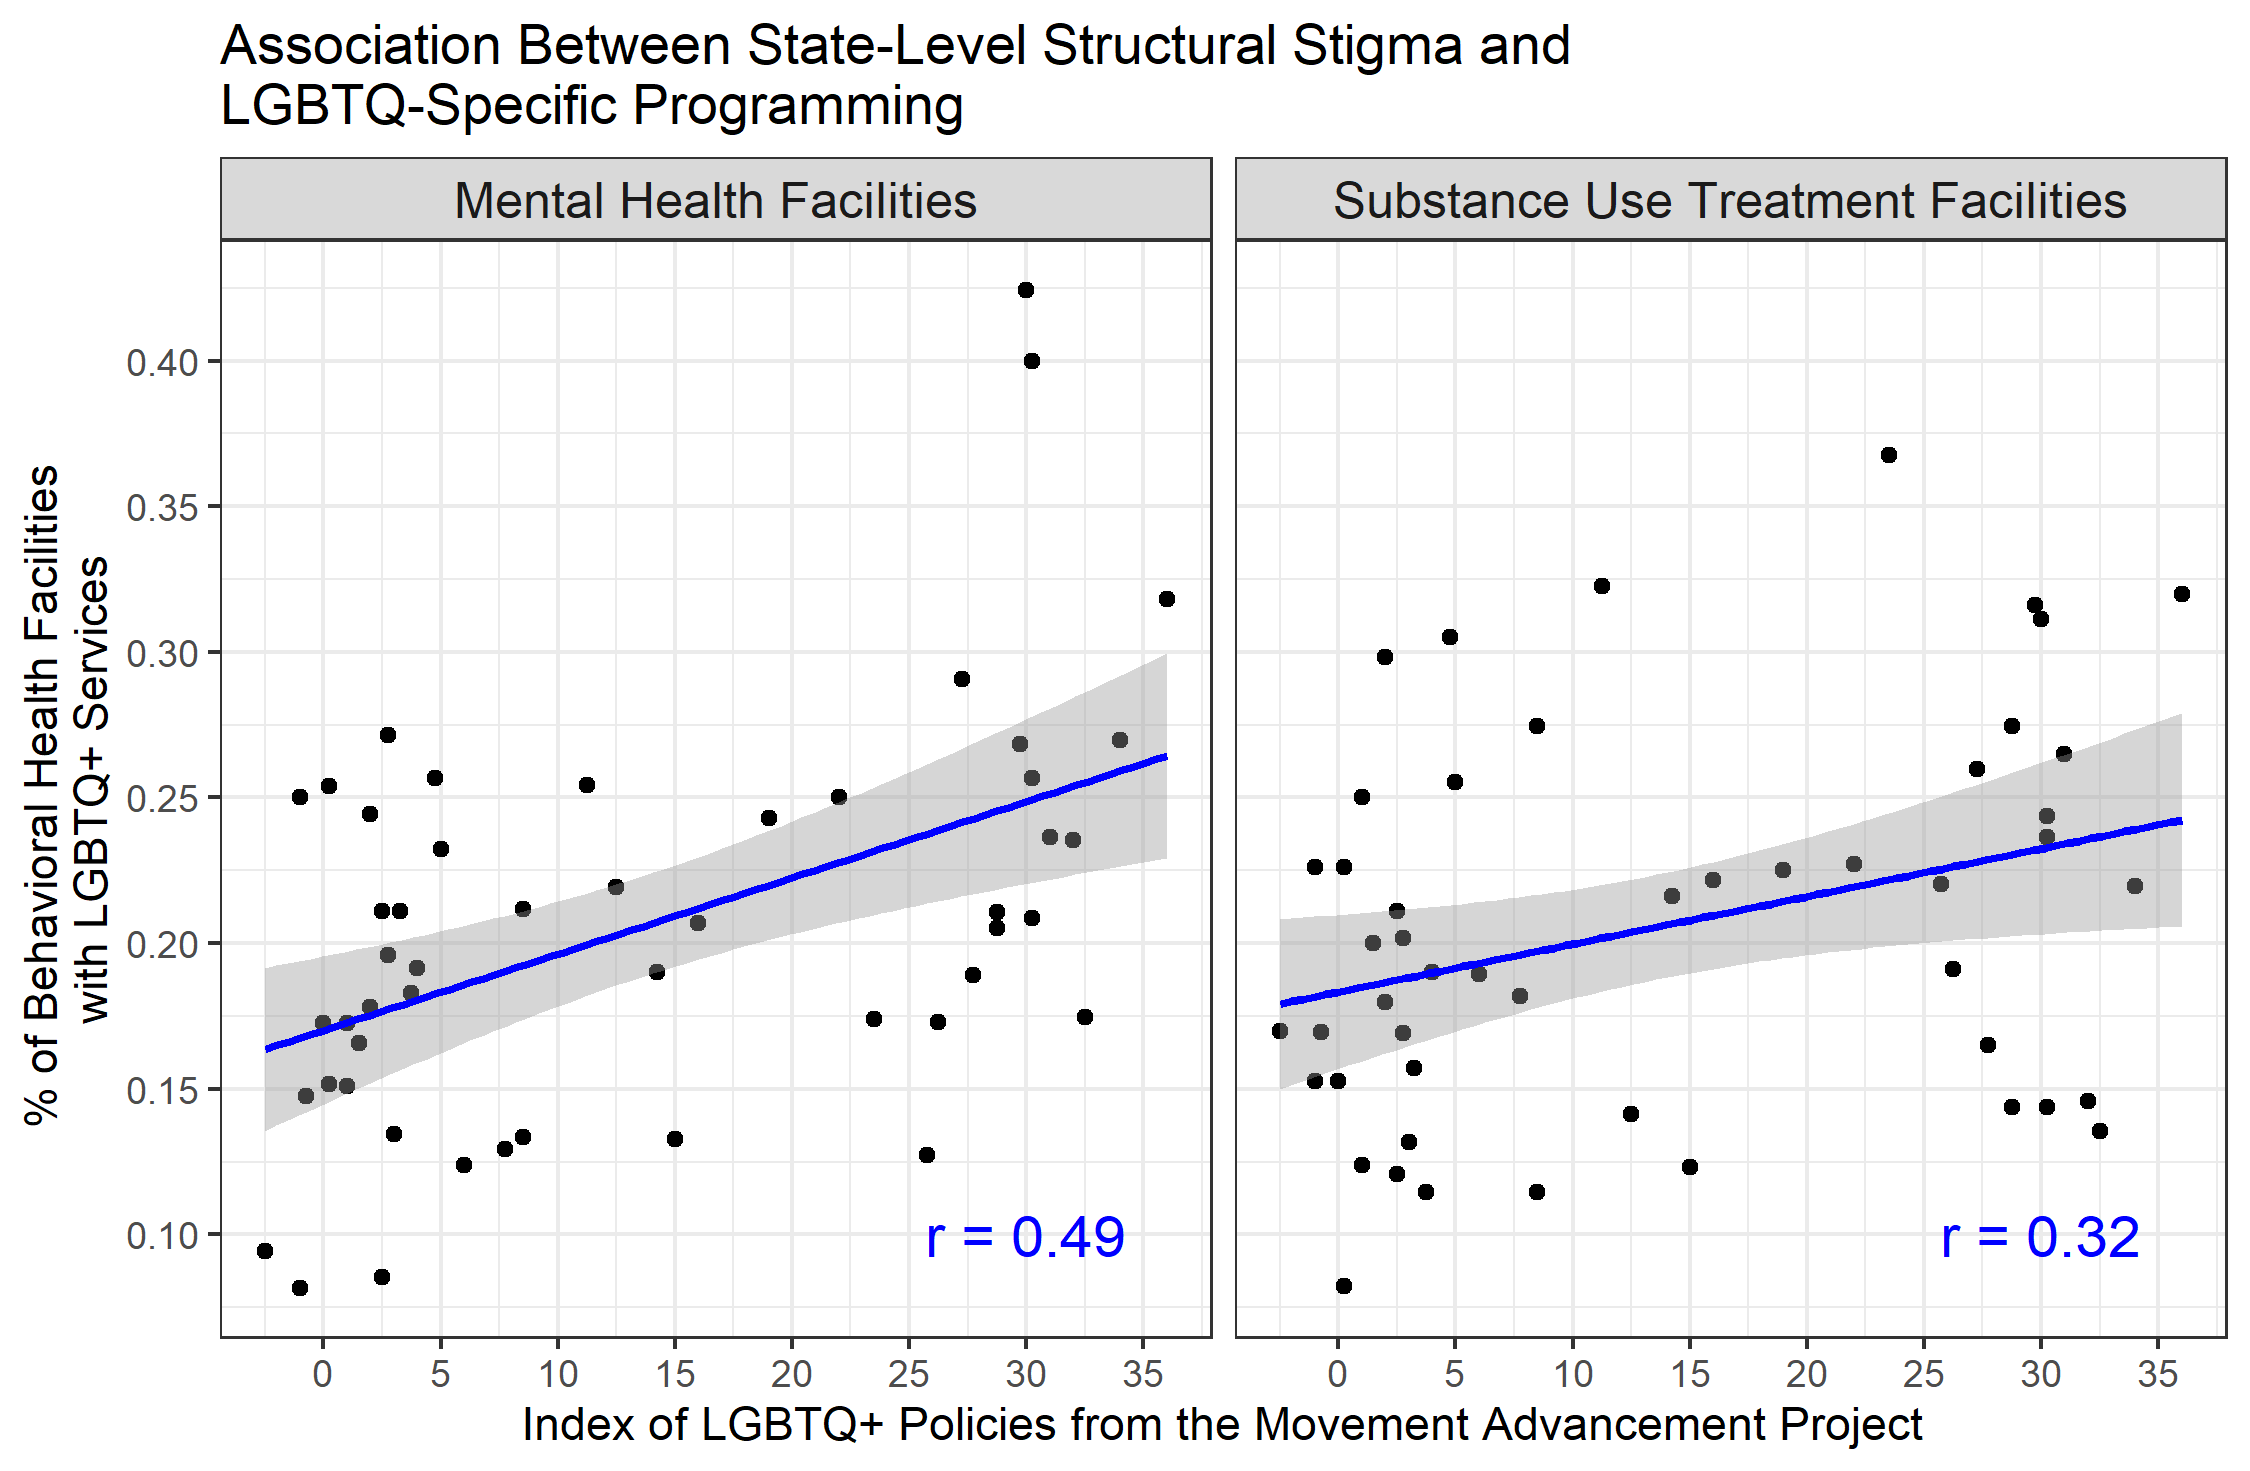 Association Between State-Level Structural Stigma and
LGBTQ-Specific Programming
Mental Health Facilities
Substance Use Treatment Facilities
% of Behavioral Health Facilities
with LGBTQ+ Services
0.40
0.35
0.30
0.25
0.20
0.15
0.10
r = 0.49
r = 0.32
0 5 10 15 20 25 30 35
0 5 10 15 20 25 30 35
Index of LGBTQ+ Policies from the Movement Advancement Project